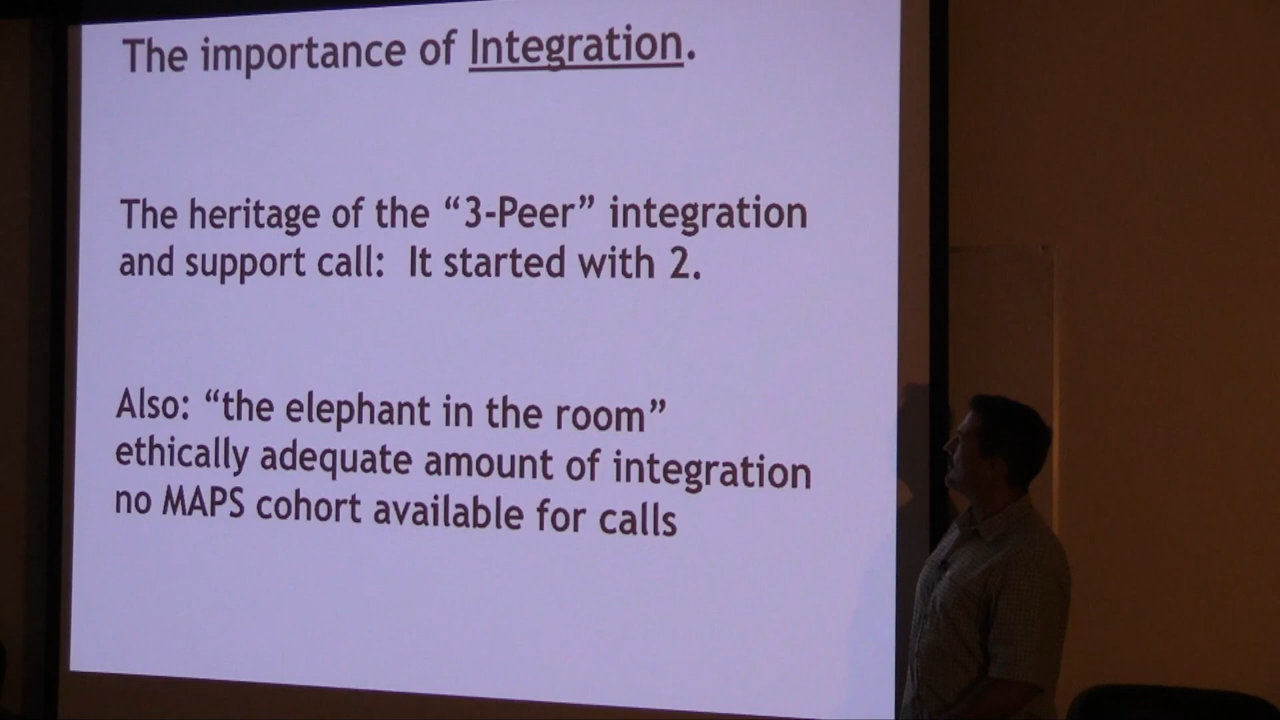 The importance of Integration.
The heritage of the “3-Peer” integration
and support call:  It started with 2.
Also: “the elephant in the room”
ethically adequate amount of integration
no MAPS cohort available for calls